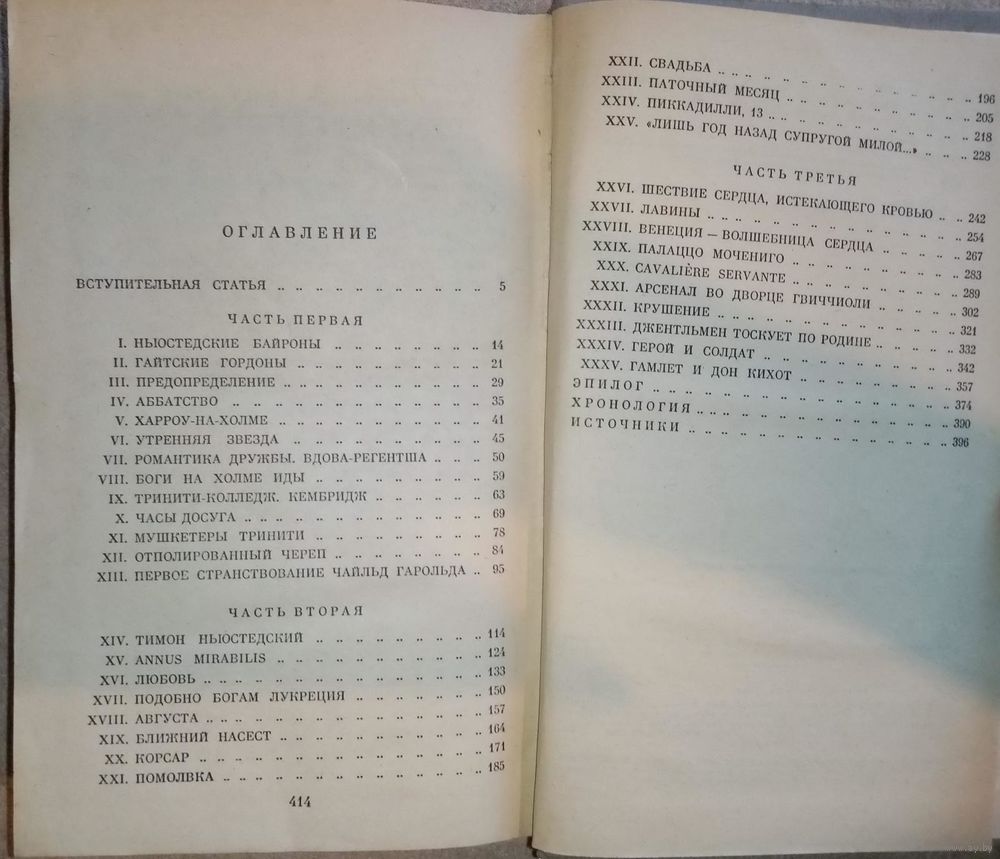 ОГЛАВЛЕНИЕ
ВСТУПИТЕЛЬНАЯ СТАТЬЯ .. .. .. .. .. .. .. .. .. .. .. 5
ЧАСТЬ ПЕРВАЯ
I. НЬЮСТЕДСКИЕ БАЙРОНЫ .. .. .. .. .. .. .. .. 14
II. ГАЙТСКИЕ ГОРДОНЫ .. .. .. .. .. .. .. .. .. 21
III. ПРЕДОПРЕДЕЛЕНИЕ .. .. .. .. .. .. .. .. .. 29
IV. АББАТСТВО .. .. .. .. .. .. .. .. .. .. .. 35
V. ХАРРОУ-НА-ХОЛМЕ .. .. .. .. .. .. .. .. .. 41
VI. УТРЕННЯЯ ЗВЕЗДА .. .. .. .. .. .. .. .. .. 45
VII. РОМАНТИКА ДРУЖБЫ. ВДОВА-РЕГЕНТША .. .. .. 50
VIII. БОГИ НА ХОЛМЕ ИДЫ .. .. .. .. .. .. .. .. 59
IX. ТРИНИТИ-КОЛЛЕДЖ. КЕМБРИДЖ .. .. .. .. .. 63
X. ЧАСЫ ДОСУГА .. .. .. .. .. .. .. .. .. .. 69
XI. МУШКЕТЕРЫ ТРИНИТИ .. .. .. .. .. .. .. .. 78
XII. ОТПОЛИРОВАННЫЙ ЧЕРЕП .. .. .. .. .. .. .. 84
XIII. ПЕРВОЕ СТРАНСТВОВАНИЕ ЧАЙЛЬД ГАРОЛЬДА .. 95
ЧАСТЬ ВТОРАЯ
XIV. ТИМОН НЬЮСТЕДСКИЙ .. .. .. .. .. .. .. .. 114
XV. ANNUS MIRABILIS .. .. .. .. .. .. .. .. .. 124
XVI. ЛЮБОВЬ .. .. .. .. .. .. .. .. .. .. .. .. 133
XVII. ПОДОБНО БОГАМ ЛУКРЕЦИЯ .. .. .. .. .. .. 150
XVIII. АВГУСТА .. .. .. .. .. .. .. .. .. .. .. 157
XIX. БЛИЖНИЙ НАСЕСТ .. .. .. .. .. .. .. .. .. 164
XX. КОРСАР .. .. .. .. .. .. .. .. .. .. .. .. 171
XXI. ПОМОЛВКА .. .. .. .. .. .. .. .. .. .. .. 185
414
XXII. СВАДЬБА .. .. .. .. .. .. .. .. .. .. .. .. 196
XXIII. ПАТОЧНЫЙ МЕСЯЦ .. .. .. .. .. .. .. .. .. 205
XXIV. ПИККАДИЛЛИ, 13 .. .. .. .. .. .. .. .. .. 218
XXV. «ЛИШЬ ГОД НАЗАД СУПРУГОЙ МИЛОЙ...» .. .. .. 228
ЧАСТЬ ТРЕТЬЯ
XXVI. ШЕСТВИЕ СЕРДЦА, ИСТЕКАЮЩЕГО КРОВЬЮ .. .. 242
XXVII. ЛАВИНЫ .. .. .. .. .. .. .. .. .. .. .. .. 254
XXVIII. ВЕНЕЦИЯ — ВОЛШЕБНИЦА СЕРДЦА .. .. .. .. 267
XXIX. ПАЛАЦЦО МОЧЕНИГО .. .. .. .. .. .. .. .. 283
XXX. CAVALIÈRE SERVANTE .. .. .. .. .. .. .. .. 289
XXXI. АРСЕНАЛ ВО ДВОРЦЕ ГВИЧЧИОЛИ .. .. .. .. 302
XXXII. КРУШЕНИЕ .. .. .. .. .. .. .. .. .. .. .. 321
XXXIII. ДЖЕНТЛЬМЕН ТОСКУЕТ ПО РОДИНЕ .. .. .. .. 332
XXXIV. ГЕРОЙ И СОЛДАТ .. .. .. .. .. .. .. .. .. 342
XXXV. ГАМЛЕТ И ДОН КИХОТ .. .. .. .. .. .. .. .. 357
ЭПИЛОГ .. .. .. .. .. .. .. .. .. .. .. .. .. .. 374
ХРОНОЛОГИЯ .. .. .. .. .. .. .. .. .. .. .. .. .. 390
ИСТОЧНИКИ .. .. .. .. .. .. .. .. .. .. .. .. .. 396
www.ay.by